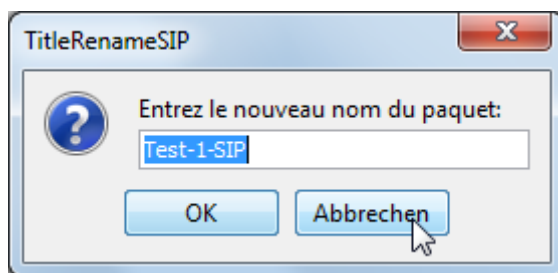 TitleRenameSIP
Entrez le nouveau nom du paquet:
Test-1-SIP
OK
Abbrechen